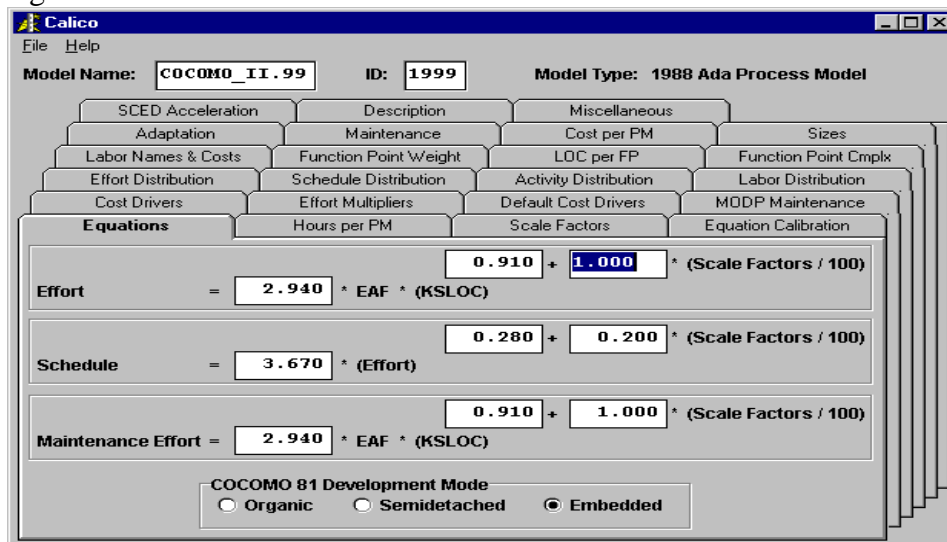 Calico
File Help
Model Name: COCOMO_II.99 ID: 1999 Model Type: 1988 Ada Process Model
SCED Acceleration Description Miscellaneous
Adaptation Maintenance Cost per PM Sizes
Labor Names & Costs Function Point Weight LOC per FP Function Point Cmplx
Effort Distribution Schedule Distribution Activity Distribution Labor Distribution
Cost Drivers Effort Multipliers Default Cost Drivers MODP Maintenance
Equations Hours per PM Scale Factors Equation Calibration
0.910 + 1.000 * (Scale Factors / 100)
Effort = 2.940 * EAF * (KSLOC)
0.280 + 0.200 * (Scale Factors / 100)
Schedule = 3.670 * (Effort)
0.910 + 1.000 * (Scale Factors / 100)
Maintenance Effort = 2.940 * EAF * (KSLOC)
COCOMO 81 Development Mode
Organic Semidetached Embedded